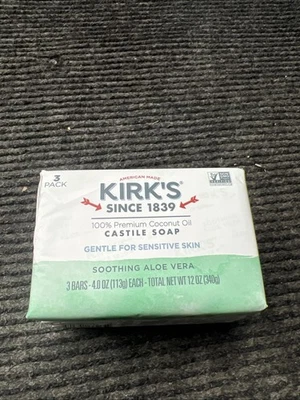 3
PACK
AMERICAN MADE
KIRK'S
SINCE 1839
100% Premium Coconut Oil
CASTILE SOAP
GENTLE FOR SENSITIVE SKIN
SOOTHING ALOE VERA
3 BARS - 4.0 OZ (113g) EACH - TOTAL NET WT 12 OZ (340g)